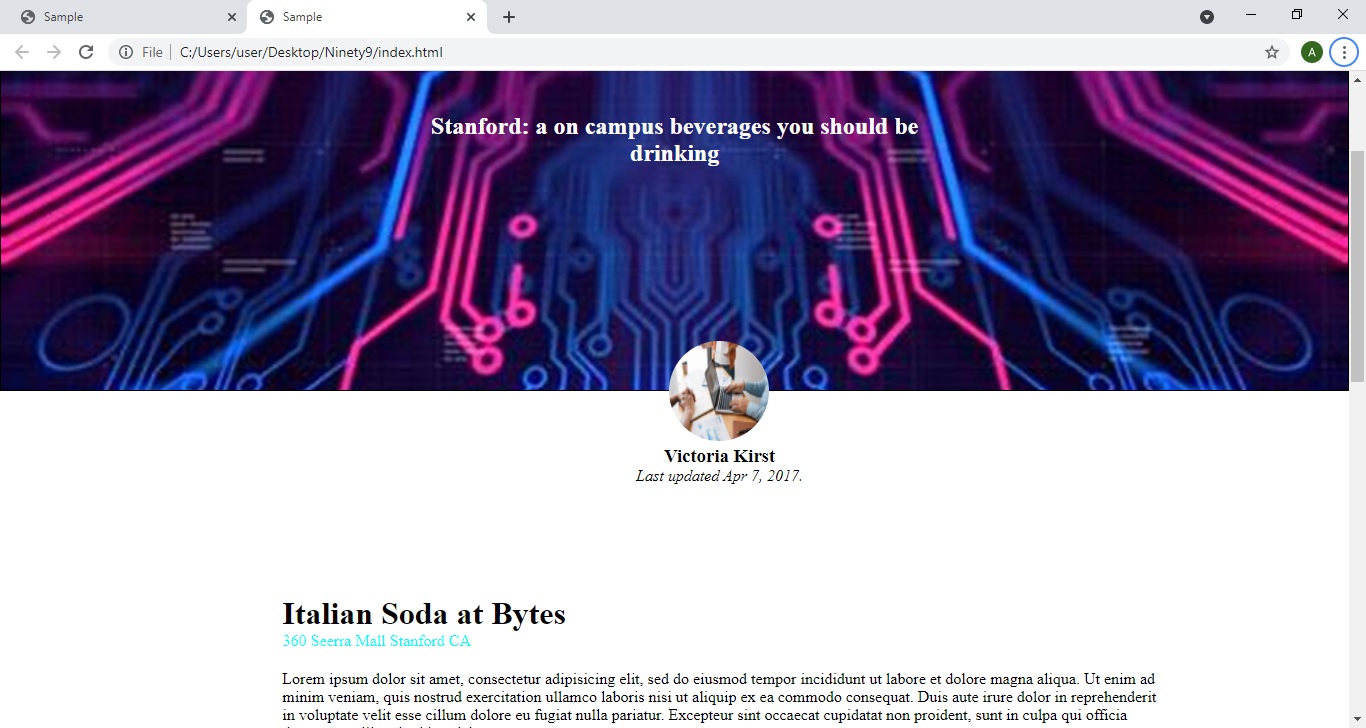 Sample
Sample
File
C:/Users/user/Desktop/Ninety9/index.html
A
Stanford: a on campus beverages you should be
drinking
Victoria Kirst
Last updated Apr 7, 2017.
Italian Soda at Bytes
360 Seerra Mall Stanford CA
Lorem ipsum dolor sit amet, consectetur adipisicing elit, sed do eiusmod tempor incididunt ut labore et dolore magna aliqua. Ut enim ad
minim veniam, quis nostrud exercitation ullamco laboris nisi ut aliquip ex ea commodo consequat. Duis aute irure dolor in reprehenderit
in voluptate velit esse cillum dolore eu fugiat nulla pariatur. Excepteur sint occaecat cupidatat non proident, sunt in culpa qui officia